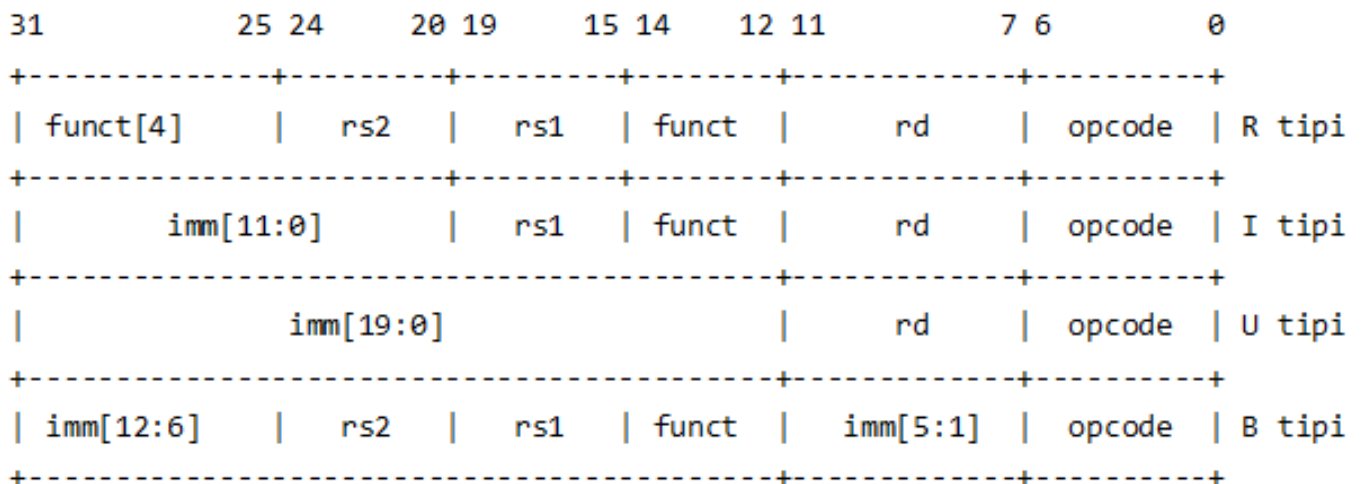 31 25 24 20 19 15 14 12 11 7 6 0
+--------------+---------+---------+--------+-------------+----------+
| funct[4] | rs2 | rs1 | funct | rd | opcode | R tipi
+------------------------+---------+--------+-------------+----------+
| imm[11:0] | rs1 | funct | rd | opcode | I tipi
+-------------------------------------------+-------------+----------+
| imm[19:0] | rd | opcode | U tipi
+-------------------------------------------+-------------+----------+
| imm[12:6] | rs2 | rs1 | funct | imm[5:1] | opcode | B tipi
+-------------------------------------------+-------------+----------+